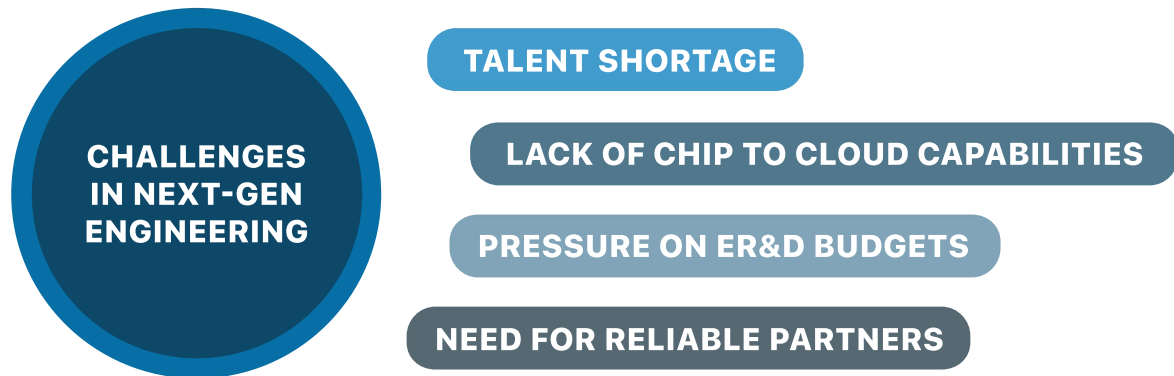 CHALLENGES
IN NEXT-GEN
ENGINEERING
TALENT SHORTAGE
LACK OF CHIP TO CLOUD CAPABILITIES
PRESSURE ON ER&D BUDGETS
NEED FOR RELIABLE PARTNERS